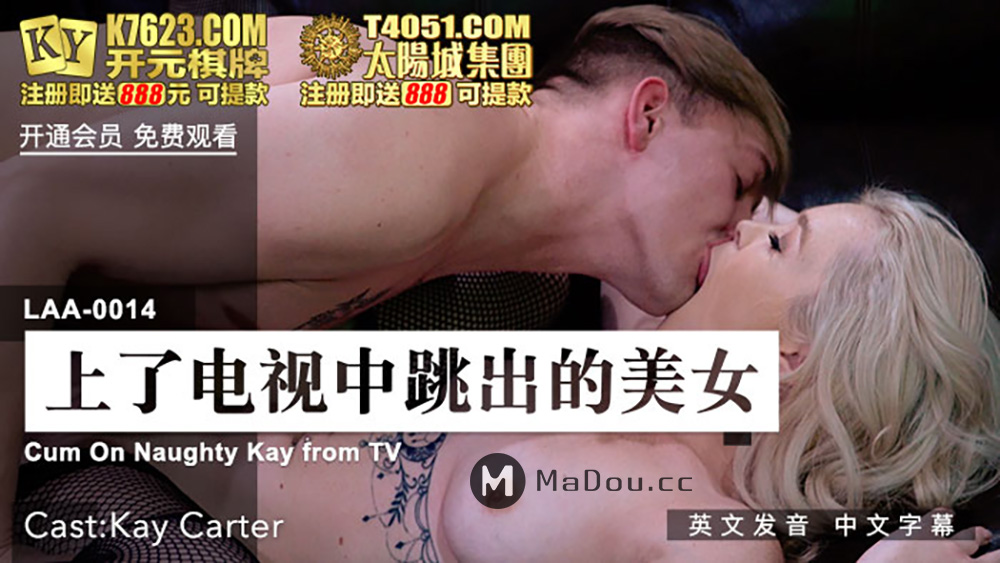 KY
K7623.COM
开元棋牌
注册即送888元 可提款
T4051.COM
太陽城集團
注册即送888可提款
开通会员 免费观看
LAA-0014
上了电视中跳出的美女
Cum On Naughty Kay from TV
M MaDou.cc
Cast:Kay Carter
英文发音 中文字幕